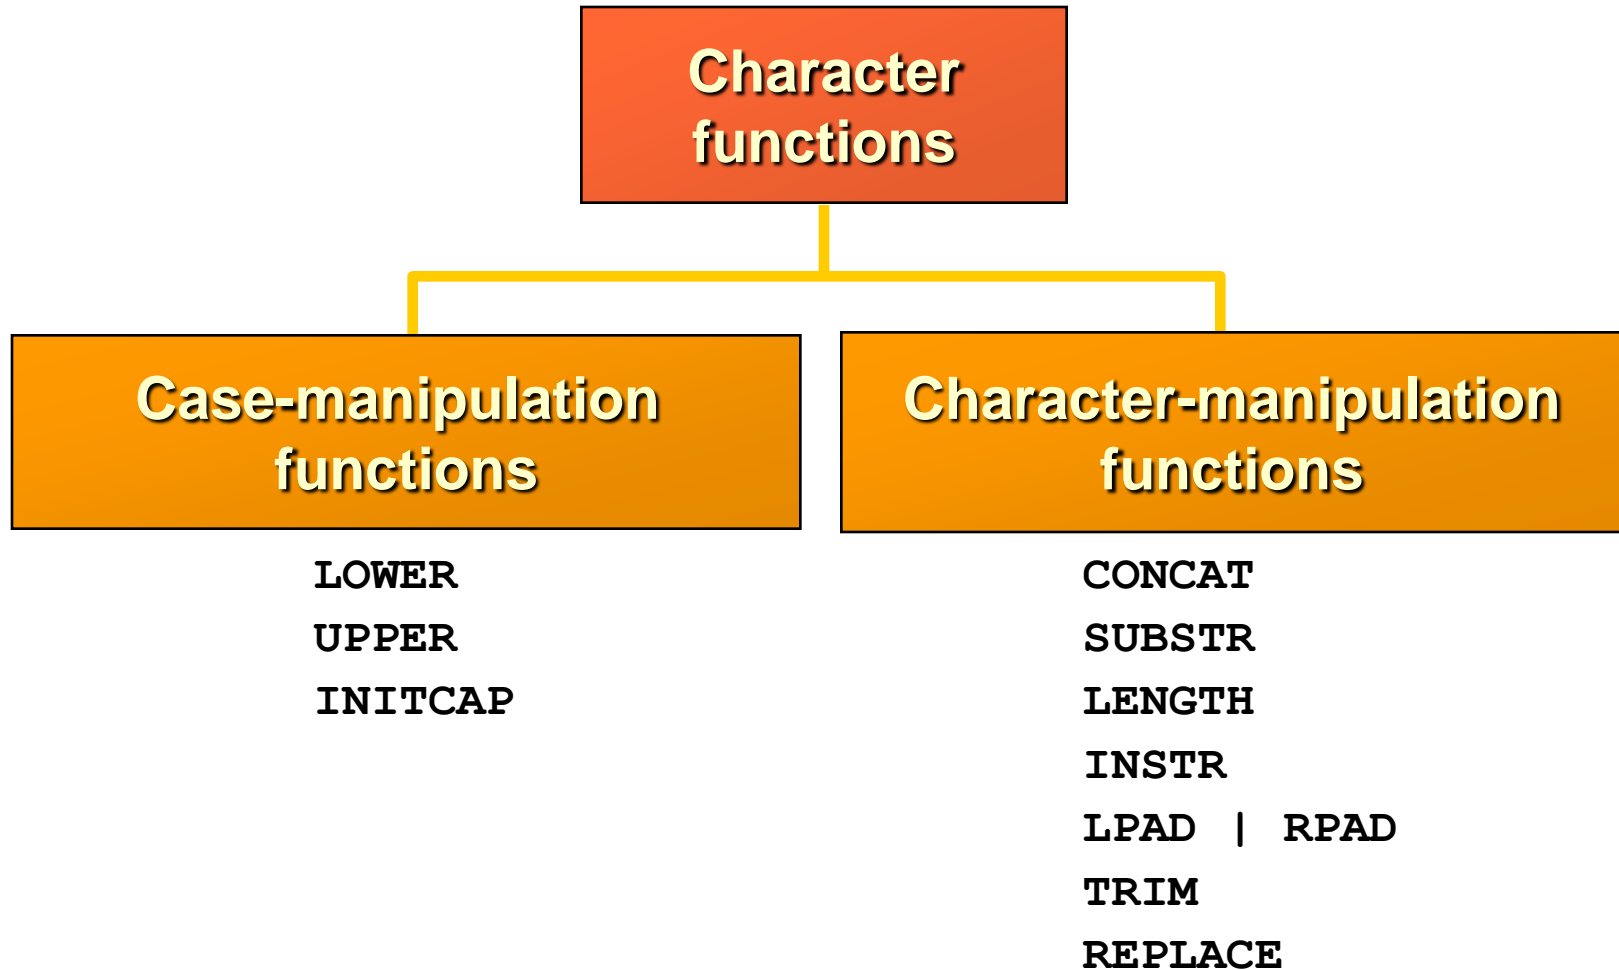 Character
functions
Case-manipulation
functions
Character-manipulation
functions
LOWER
UPPER
INITCAP
CONCAT
SUBSTR
LENGTH
INSTR
LPAD | RPAD
TRIM
REPLACE